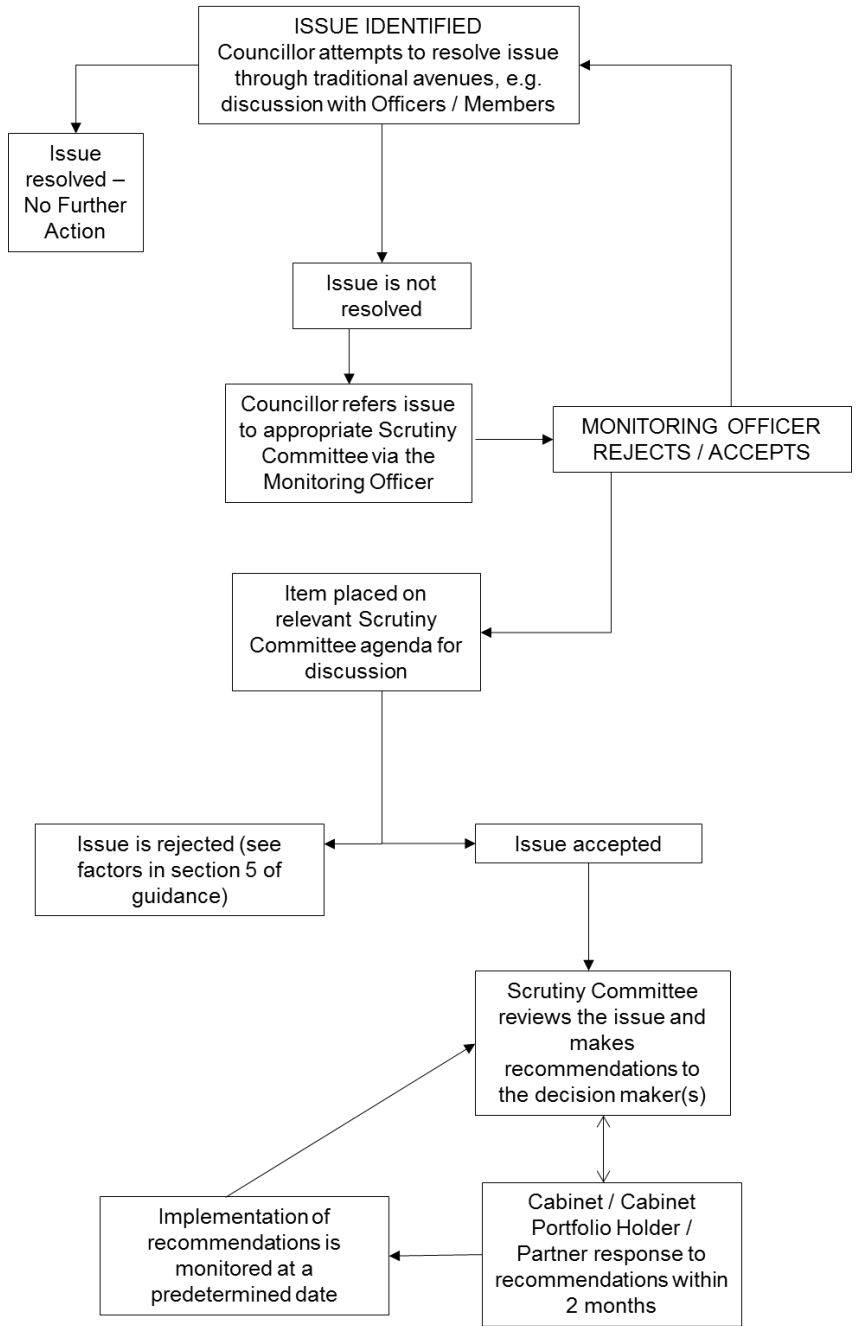 ISSUE IDENTIFIED
Councillor attempts to resolve issue
through traditional avenues, e.g.
discussion with Officers / Members
Issue
resolved –
No Further
Action
Issue is not
resolved
Councillor refers issue
to appropriate Scrutiny
Committee via the
Monitoring Officer
MONITORING OFFICER
REJECTS / ACCEPTS
Item placed on
relevant Scrutiny
Committee agenda for
discussion
Issue is rejected (see
factors in section 5 of
guidance)
Issue accepted
Scrutiny Committee
reviews the issue and
makes
recommendations to
the decision maker(s)
Implementation of
recommendations is
monitored at a
predetermined date
Cabinet / Cabinet
Portfolio Holder /
Partner response to
recommendations within
2 months